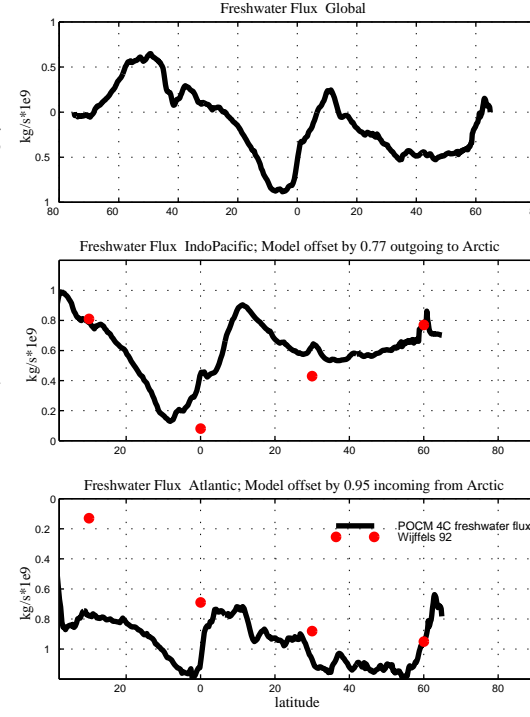 Freshwater Flux Global
kg/s*1e9
1
0.5
0
0.5
1
80 60 40 20 0 20 40 60 80
Freshwater Flux IndoPacific; Model offset by 0.77 outgoing to Arctic
kg/s*1e9
1
0.8
0.6
0.4
0.2
0
20 0 20 40 60 80
Freshwater Flux Atlantic; Model offset by 0.95 incoming from Arctic
kg/s*1e9
0
0.2
0.4
0.6
0.8
1
POCM 4C freshwater flux
Wijffels 92
20 0 20 40 60 80
latitude